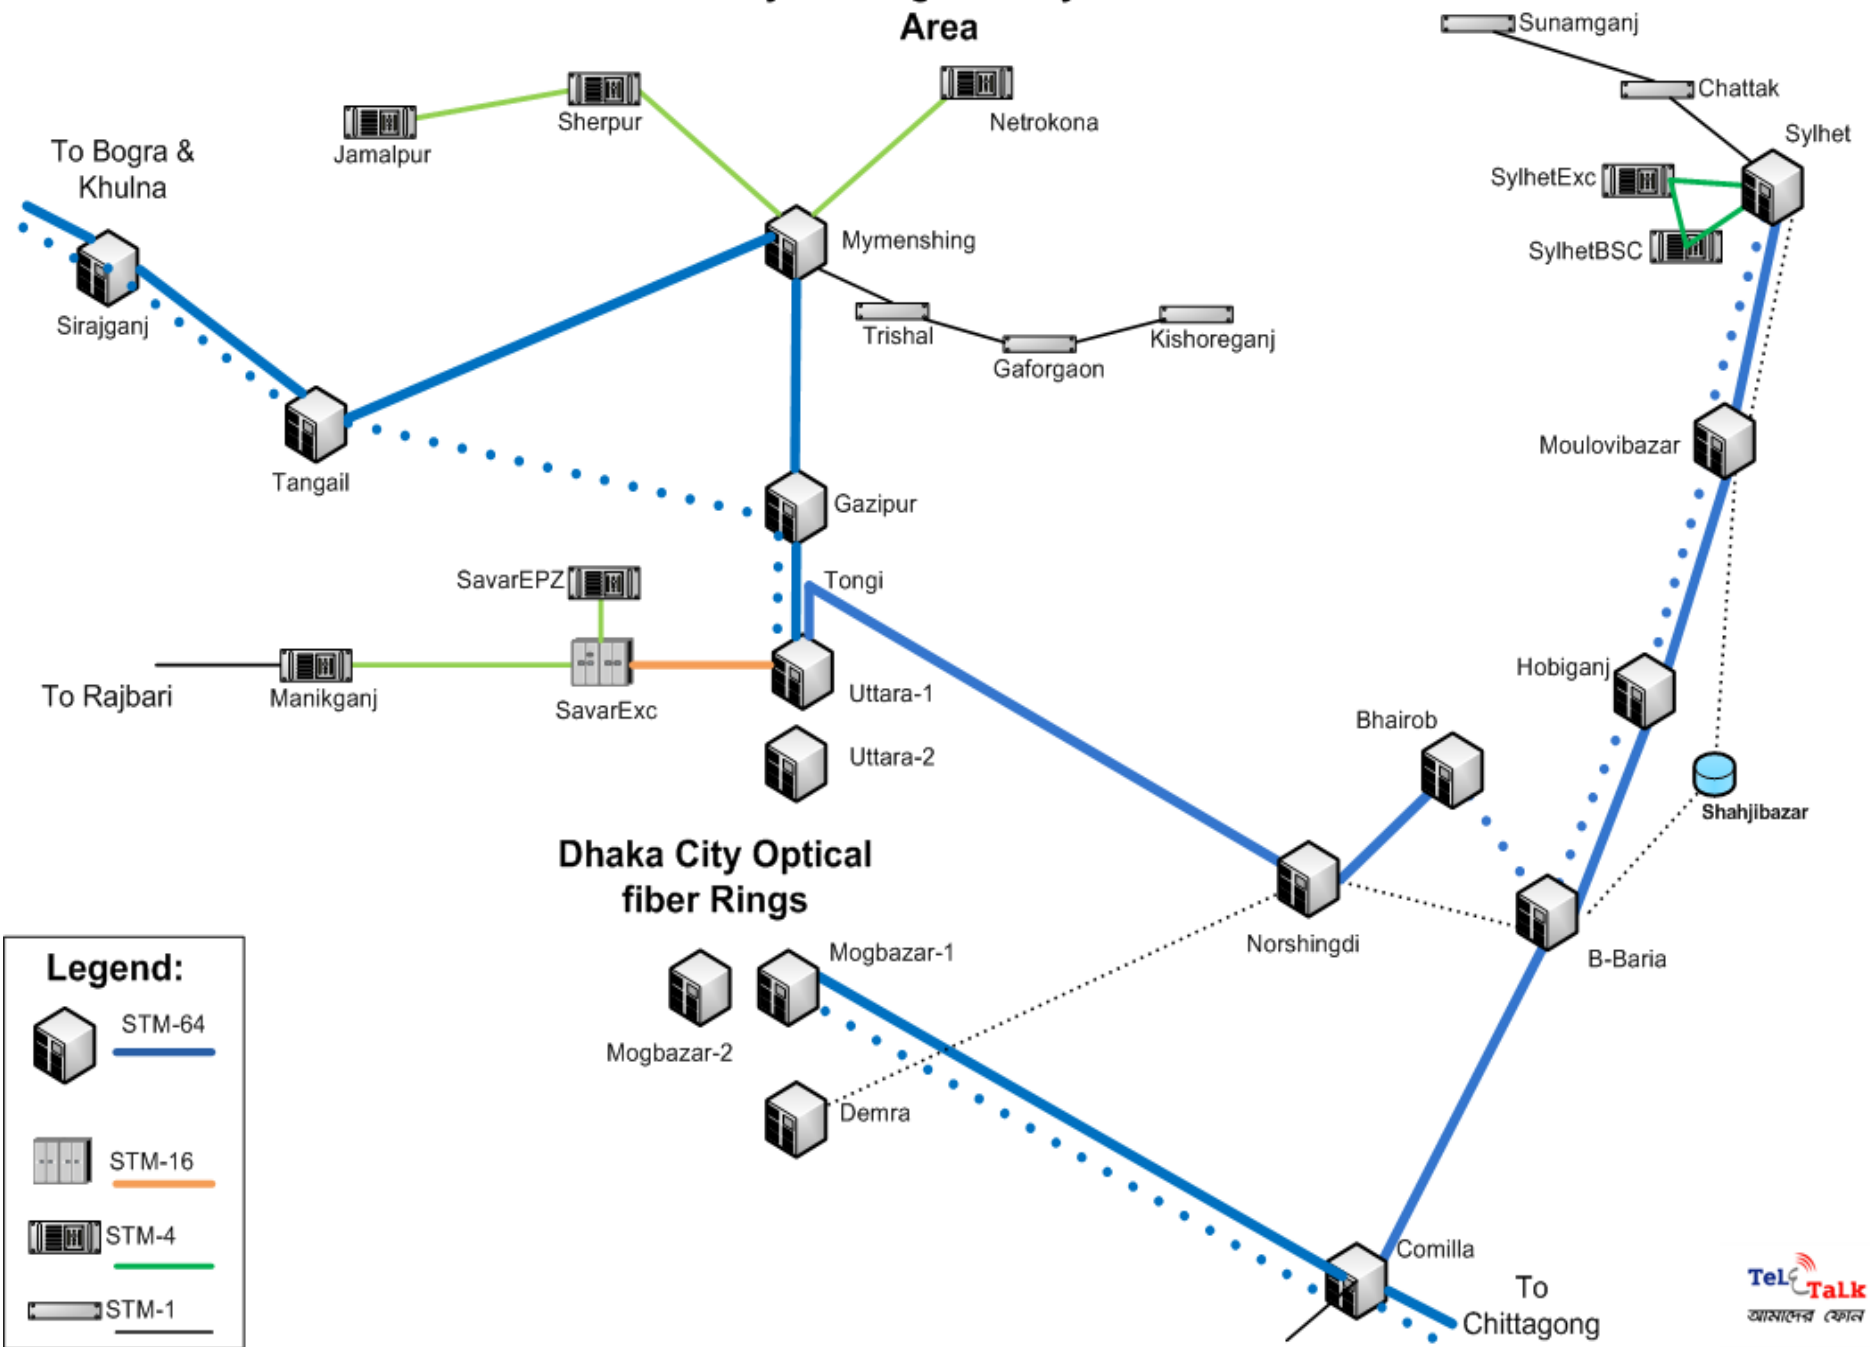 Area
Sunamganj
Chattak
Sylhet
Sherpur
Netrokona
Jamalpur
To Bogra &
Khulna
SylhetExc
SylhetBSC
Mymenshing
Sirajganj
Trishal
Gaforgaon
Kishoreganj
Moulovibazar
Tangail
Gazipur
SavarEPZ
Tongi
To Rajbari
Manikganj
SavarExc
Uttara-1
Hobiganj
Bhairob
Uttara-2
Shahjibazar
Dhaka City Optical
fiber Rings
Norshingdi
B-Baria
Mogbazar-1
Mogbazar-2
Demra
Legend:
STM-64
STM-16
STM-4
STM-1
Comilla
To
Chittagong
TeleTalk
আমাদের ফোন